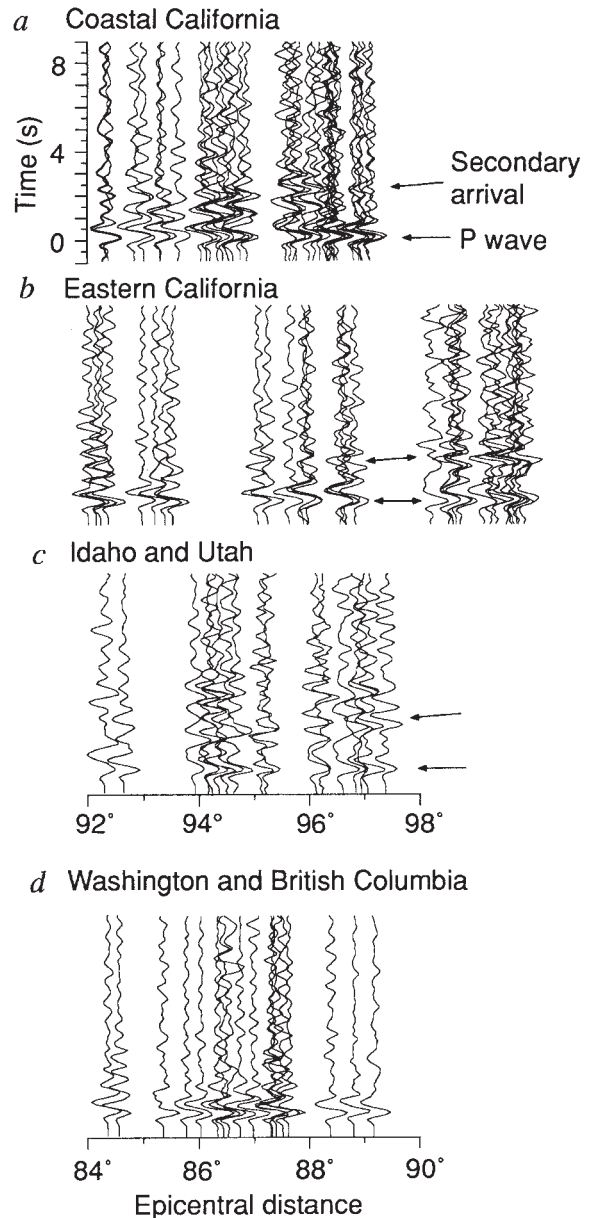 a Coastal California
8
4
0
Time (s)
Secondary
arrival
P wave
b Eastern California
c Idaho and Utah
92° 94° 96° 98°
d Washington and British Columbia
84° 86° 88° 90°
Epicentral distance